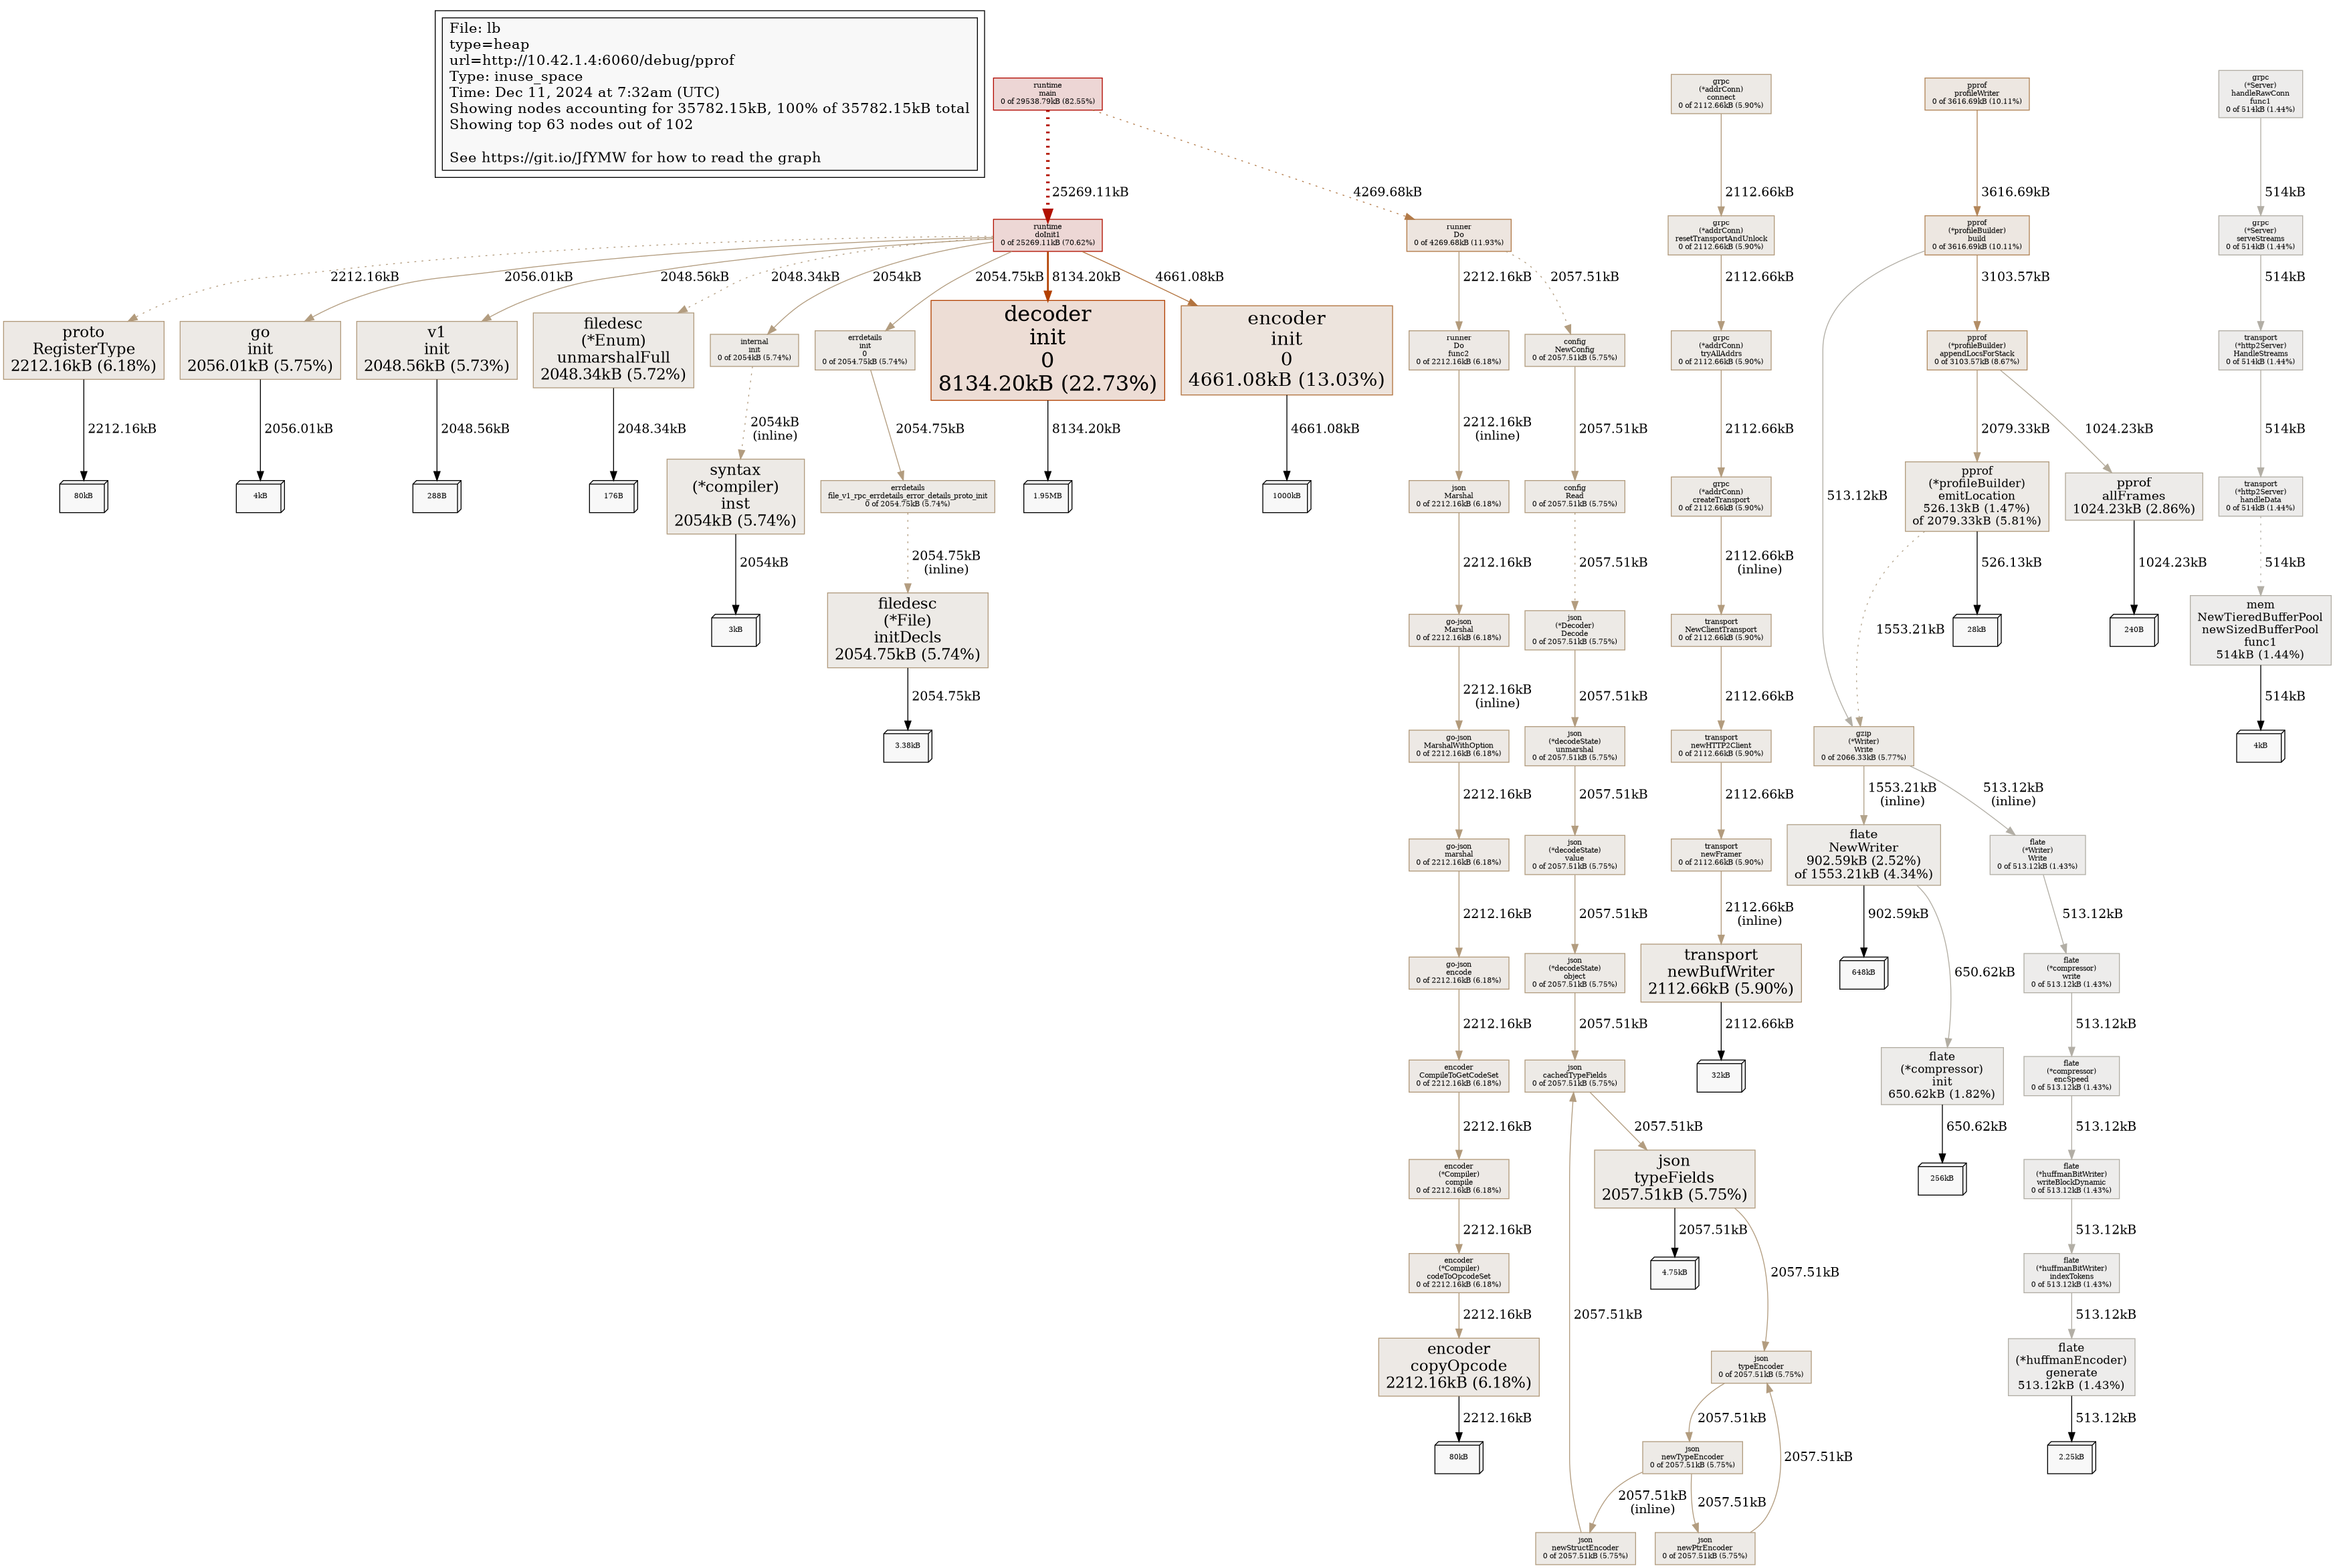 File: lb
type=heap
url=http://10.42.1.4:6060/debug/pprof
Type: inuse_space
Time: Dec 11, 2024 at 7:32am (UTC)
Showing nodes accounting for 35782.15kB, 100% of 35782.15kB total
Showing top 63 nodes out of 102
See https://git.io/JfYMW for how to read the graph
runtime
main
0 of 29538.79kB (82.55%)
25269.11kB
4269.68kB
runtime
doInit1
0 of 25269.11kB (70.62%)
2212.16kB
2056.01kB
2048.56kB
2048.34kB
2054kB
2054.75kB
8134.20kB
4661.08kB
proto
RegisterType
2212.16kB (6.18%)
2212.16kB
80kB
go
init
2056.01kB (5.75%)
2056.01kB
4kB
v1
init
2048.56kB (5.73%)
2048.56kB
288B
filedesc
(*Enum)
unmarshalFull
2048.34kB (5.72%)
2048.34kB
176B
internal
init
0 of 2054kB (5.74%)
2054kB
(inline)
syntax
(*compiler)
inst
2054kB (5.74%)
2054kB
3kB
errdetails
init
0
0 of 2054.75kB (5.74%)
2054.75kB
errdetails
file_v1_rpc_errdetails_error_details_proto_init
0 of 2054.75kB (5.74%)
2054.75kB
(inline)
filedesc
(*File)
initDecls
2054.75kB (5.74%)
2054.75kB
3.38kB
decoder
init
0
8134.20kB (22.73%)
8134.20kB
1.95MB
encoder
init
0
4661.08kB (13.03%)
4661.08kB
1000kB
runner
Do
0 of 4269.68kB (11.93%)
2212.16kB
2057.51kB
runner
Do
func2
0 of 2212.16kB (6.18%)
2212.16kB
(inline)
json
Marshal
0 of 2212.16kB (6.18%)
2212.16kB
go-json
Marshal
0 of 2212.16kB (6.18%)
2212.16kB
(inline)
go-json
MarshalWithOption
0 of 2212.16kB (6.18%)
2212.16kB
go-json
marshal
0 of 2212.16kB (6.18%)
2212.16kB
go-json
encode
0 of 2212.16kB (6.18%)
2212.16kB
encoder
CompileToGetCodeSet
0 of 2212.16kB (6.18%)
2212.16kB
encoder
(*Compiler)
compile
0 of 2212.16kB (6.18%)
2212.16kB
encoder
(*Compiler)
codeToOpcodeSet
0 of 2212.16kB (6.18%)
2212.16kB
encoder
copyOpcode
2212.16kB (6.18%)
2212.16kB
80kB
config
NewConfig
0 of 2057.51kB (5.75%)
2057.51kB
config
Read
0 of 2057.51kB (5.75%)
2057.51kB
json
(*Decoder)
Decode
0 of 2057.51kB (5.75%)
2057.51kB
json
(*decodeState)
unmarshal
0 of 2057.51kB (5.75%)
2057.51kB
json
(*decodeState)
value
0 of 2057.51kB (5.75%)
2057.51kB
json
(*decodeState)
object
0 of 2057.51kB (5.75%)
2057.51kB
json
cachedTypeFields
0 of 2057.51kB (5.75%)
2057.51kB
json
typeFields
2057.51kB (5.75%)
2057.51kB
4.75kB
2057.51kB
2057.51kB
json
typeEncoder
0 of 2057.51kB (5.75%)
2057.51kB
json
newTypeEncoder
0 of 2057.51kB (5.75%)
2057.51kB
(inline)
2057.51kB
2057.51kB
json
newStructEncoder
0 of 2057.51kB (5.75%)
json
newPtrEncoder
0 of 2057.51kB (5.75%)
grpc
(*addrConn)
connect
0 of 2112.66kB (5.90%)
2112.66kB
grpc
(*addrConn)
resetTransportAndUnlock
0 of 2112.66kB (5.90%)
2112.66kB
grpc
(*addrConn)
tryAllAddrs
0 of 2112.66kB (5.90%)
2112.66kB
grpc
(*addrConn)
createTransport
0 of 2112.66kB (5.90%)
2112.66kB
(inline)
transport
NewClientTransport
0 of 2112.66kB (5.90%)
2112.66kB
transport
newHTTP2Client
0 of 2112.66kB (5.90%)
2112.66kB
transport
newFramer
0 of 2112.66kB (5.90%)
2112.66kB
(inline)
transport
newBufWriter
2112.66kB (5.90%)
2112.66kB
32kB
pprof
profileWriter
0 of 3616.69kB (10.11%)
3616.69kB
pprof
(*profileBuilder)
build
0 of 3616.69kB (10.11%)
513.12kB
3103.57kB
pprof
(*profileBuilder)
appendLocsForStack
0 of 3103.57kB (8.67%)
2079.33kB
1024.23kB
pprof
(*profileBuilder)
emitLocation
526.13kB (1.47%)
of 2079.33kB (5.81%)
1553.21kB
526.13kB
28kB
pprof
allFrames
1024.23kB (2.86%)
1024.23kB
240B
gzip
(*Writer)
Write
0 of 2066.33kB (5.77%)
1553.21kB
(inline)
513.12kB
(inline)
flate
NewWriter
902.59kB (2.52%)
of 1553.21kB (4.34%)
902.59kB
648kB
650.62kB
flate
(*compressor)
init
650.62kB (1.82%)
650.62kB
256kB
flate
(*Writer)
Write
0 of 513.12kB (1.43%)
513.12kB
flate
(*compressor)
write
0 of 513.12kB (1.43%)
513.12kB
flate
(*compressor)
encSpeed
0 of 513.12kB (1.43%)
513.12kB
flate
(*huffmanBitWriter)
writeBlockDynamic
0 of 513.12kB (1.43%)
513.12kB
flate
(*huffmanBitWriter)
indexTokens
0 of 513.12kB (1.43%)
513.12kB
flate
(*huffmanEncoder)
generate
513.12kB (1.43%)
513.12kB
2.25kB
grpc
(*Server)
handleRawConn
func1
0 of 514kB (1.44%)
514kB
grpc
(*Server)
serveStreams
0 of 514kB (1.44%)
514kB
transport
(*http2Server)
HandleStreams
0 of 514kB (1.44%)
514kB
transport
(*http2Server)
handleData
0 of 514kB (1.44%)
514kB
mem
NewTieredBufferPool
newSizedBufferPool
func1
514kB (1.44%)
514kB
4kB